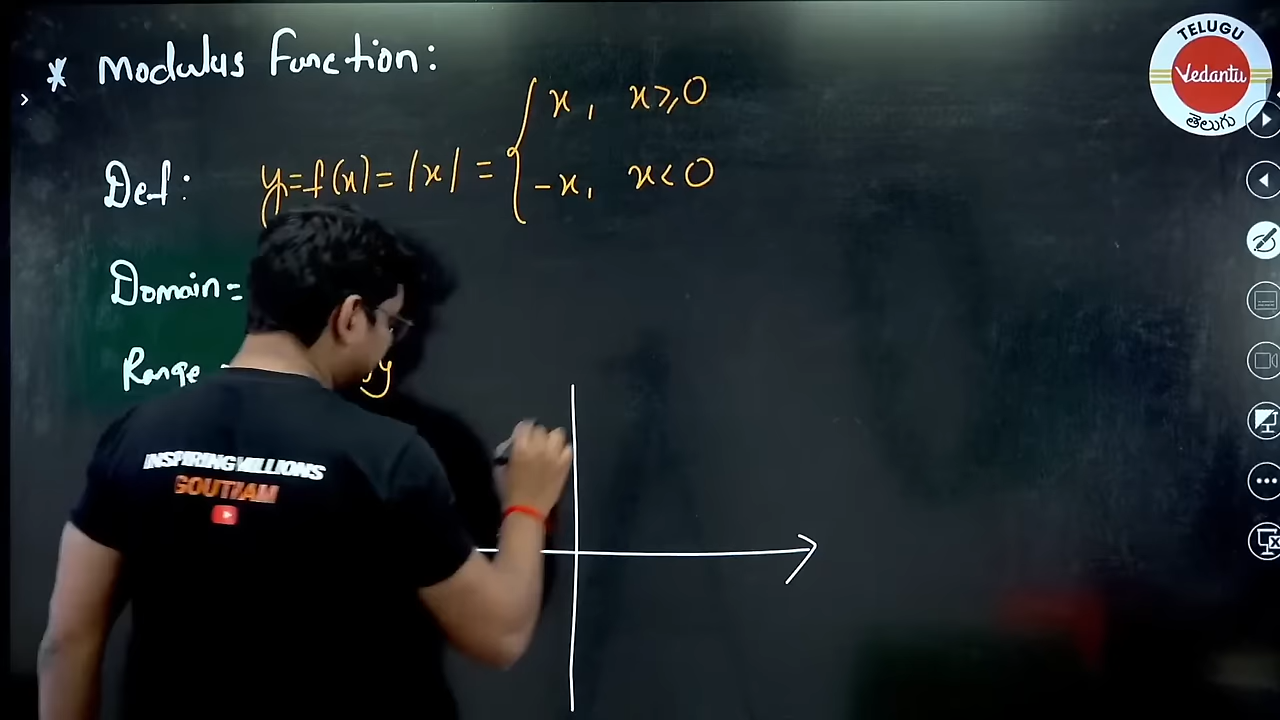 * Modulus Function:
Def: y=f(x)=|x| = { x, x≥0
-x, x<0
Domain=
Range
y
INSPIRING MILLIONS
GOUTHAM
TELUGU
Vedantu
తెలుగు